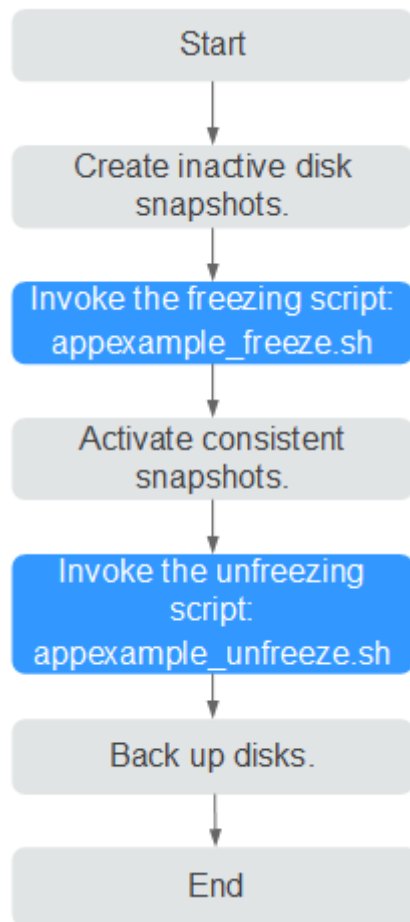 Start
Create inactive disk
snapshots.
Invoke the freezing script:
appexample_freeze.sh
Activate consistent
snapshots.
Invoke the unfreezing
script:
appexample_unfreeze.sh
Back up disks.
End